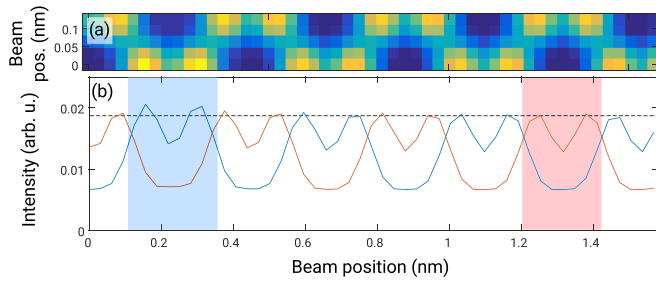 Beam
pos. (nm)
0.1
0.05
0
(a)
(b)
Intensity (arb. u.)
0.02
0.01
0
0
0.2
0.4
0.6
0.8
1
1.2
1.4
Beam position (nm)